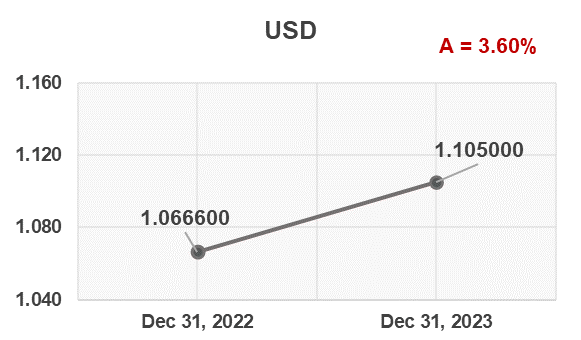 USD
A = 3.60%
1.160
1.120
1.105000
1.080
1.066600
1.040
Dec 31, 2022
Dec 31, 2023